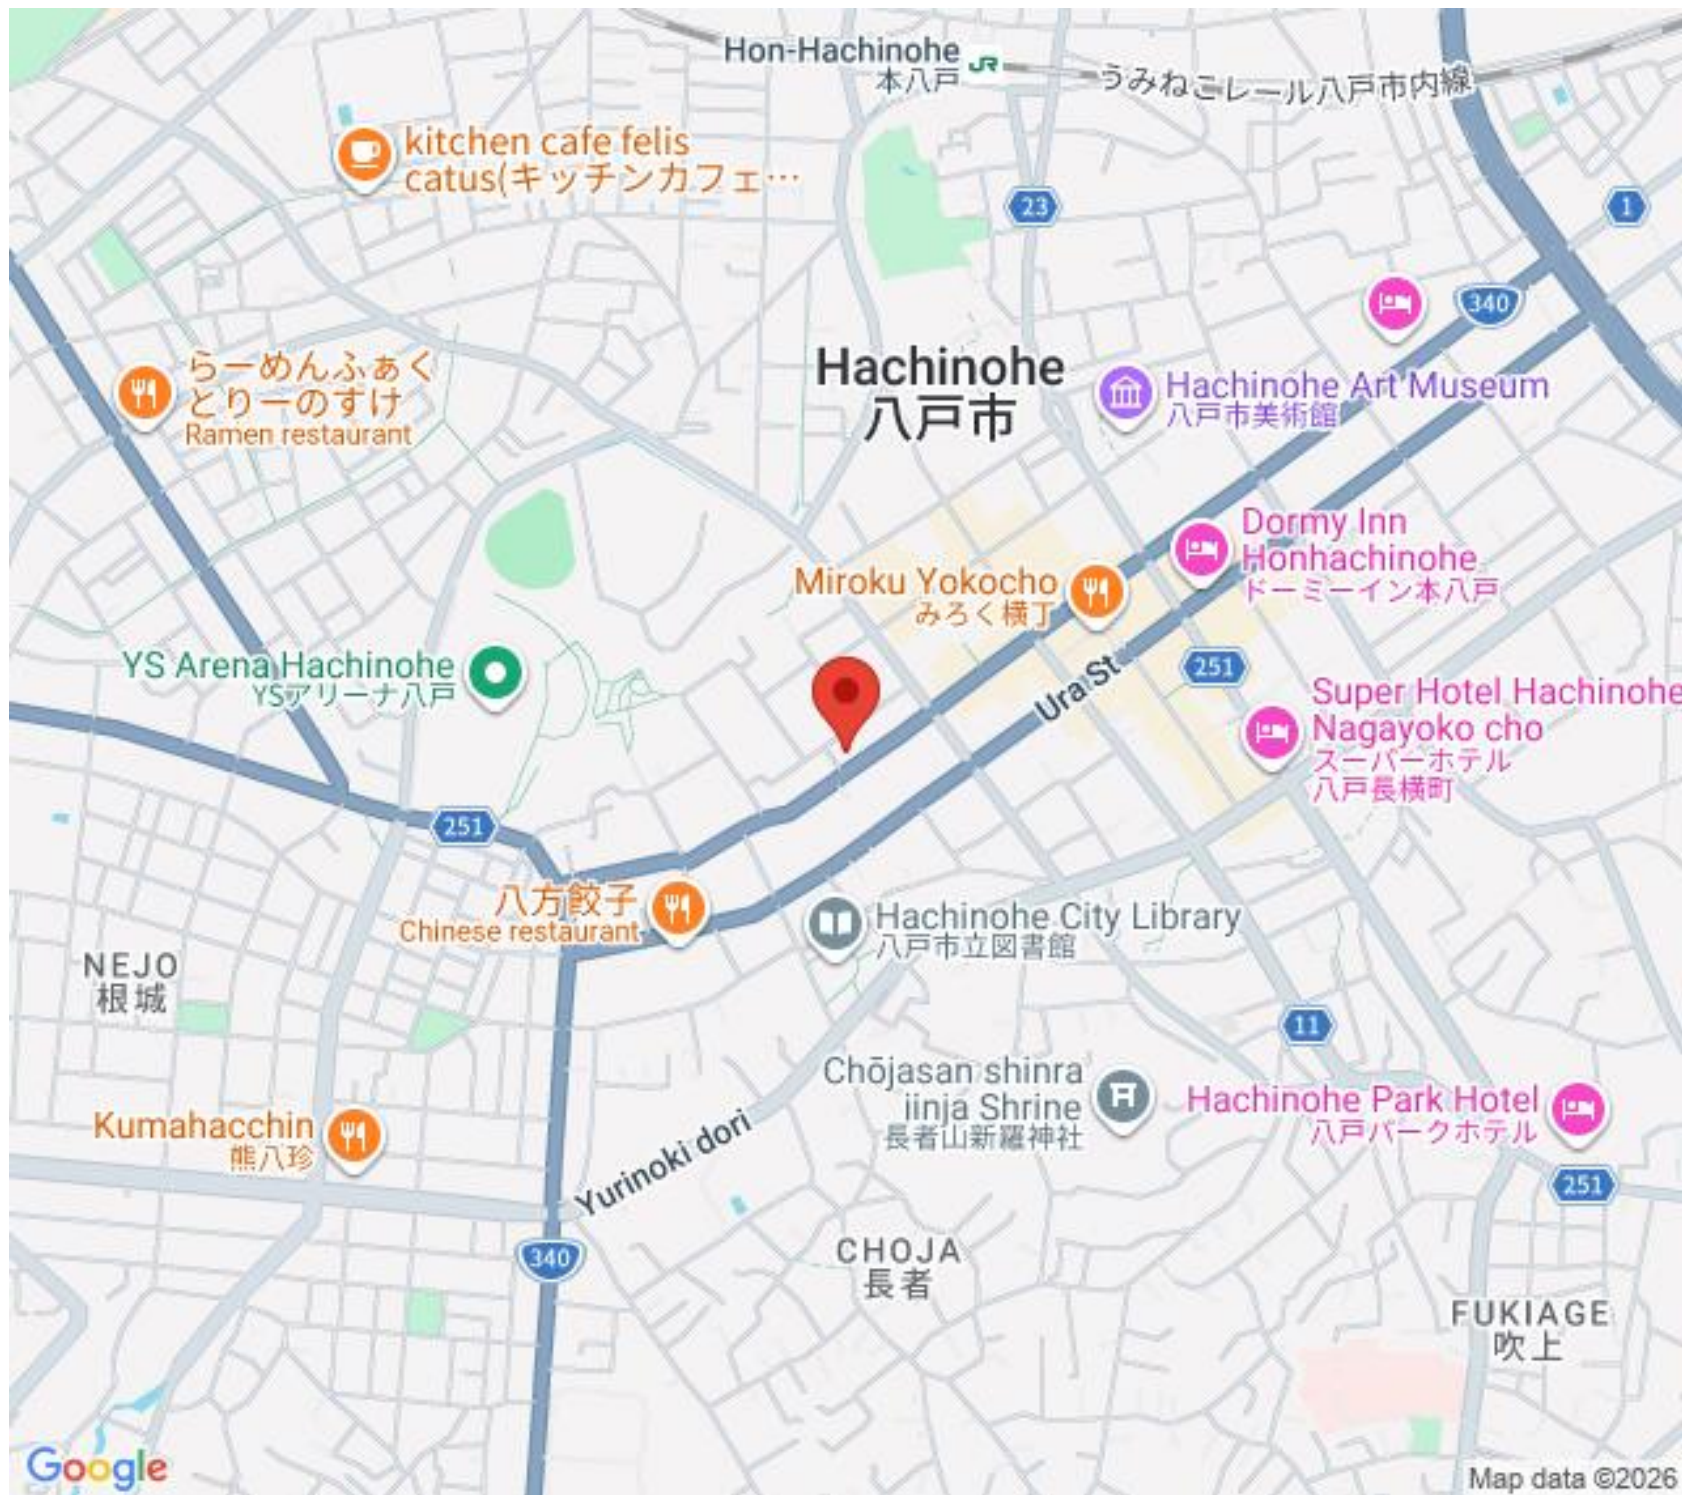 Hon-Hachinohe
本八戸
JR
うみねこレール八戸市内線
kitchen cafe felis
catus(キッチンカフェ…
23
1
340
らーめんふぁく
とりーのすけ
Ramen restaurant
Hachinohe
八戸市
Hachinohe Art Museum
八戸市美術館
Dormy Inn
Honhachinohe
ドーミーイン本八戸
Miroku Yokocho
みろく横丁
YS Arena Hachinohe
YSアリーナ八戸
Ura St
251
Super Hotel Hachinohe
Nagayoko cho
スーパーホテル
八戸長横町
251
八方餃子
Chinese restaurant
Hachinohe City Library
八戸市立図書館
NEJO
根城
11
Chōjasan shinra
jinja Shrine
長者山新羅神社
Hachinohe Park Hotel
八戸パークホテル
Kumahacchin
熊八珍
Yurinoki dori
251
340
CHOJA
長者
FUKIAGE
吹上
Google
Map data ©2026